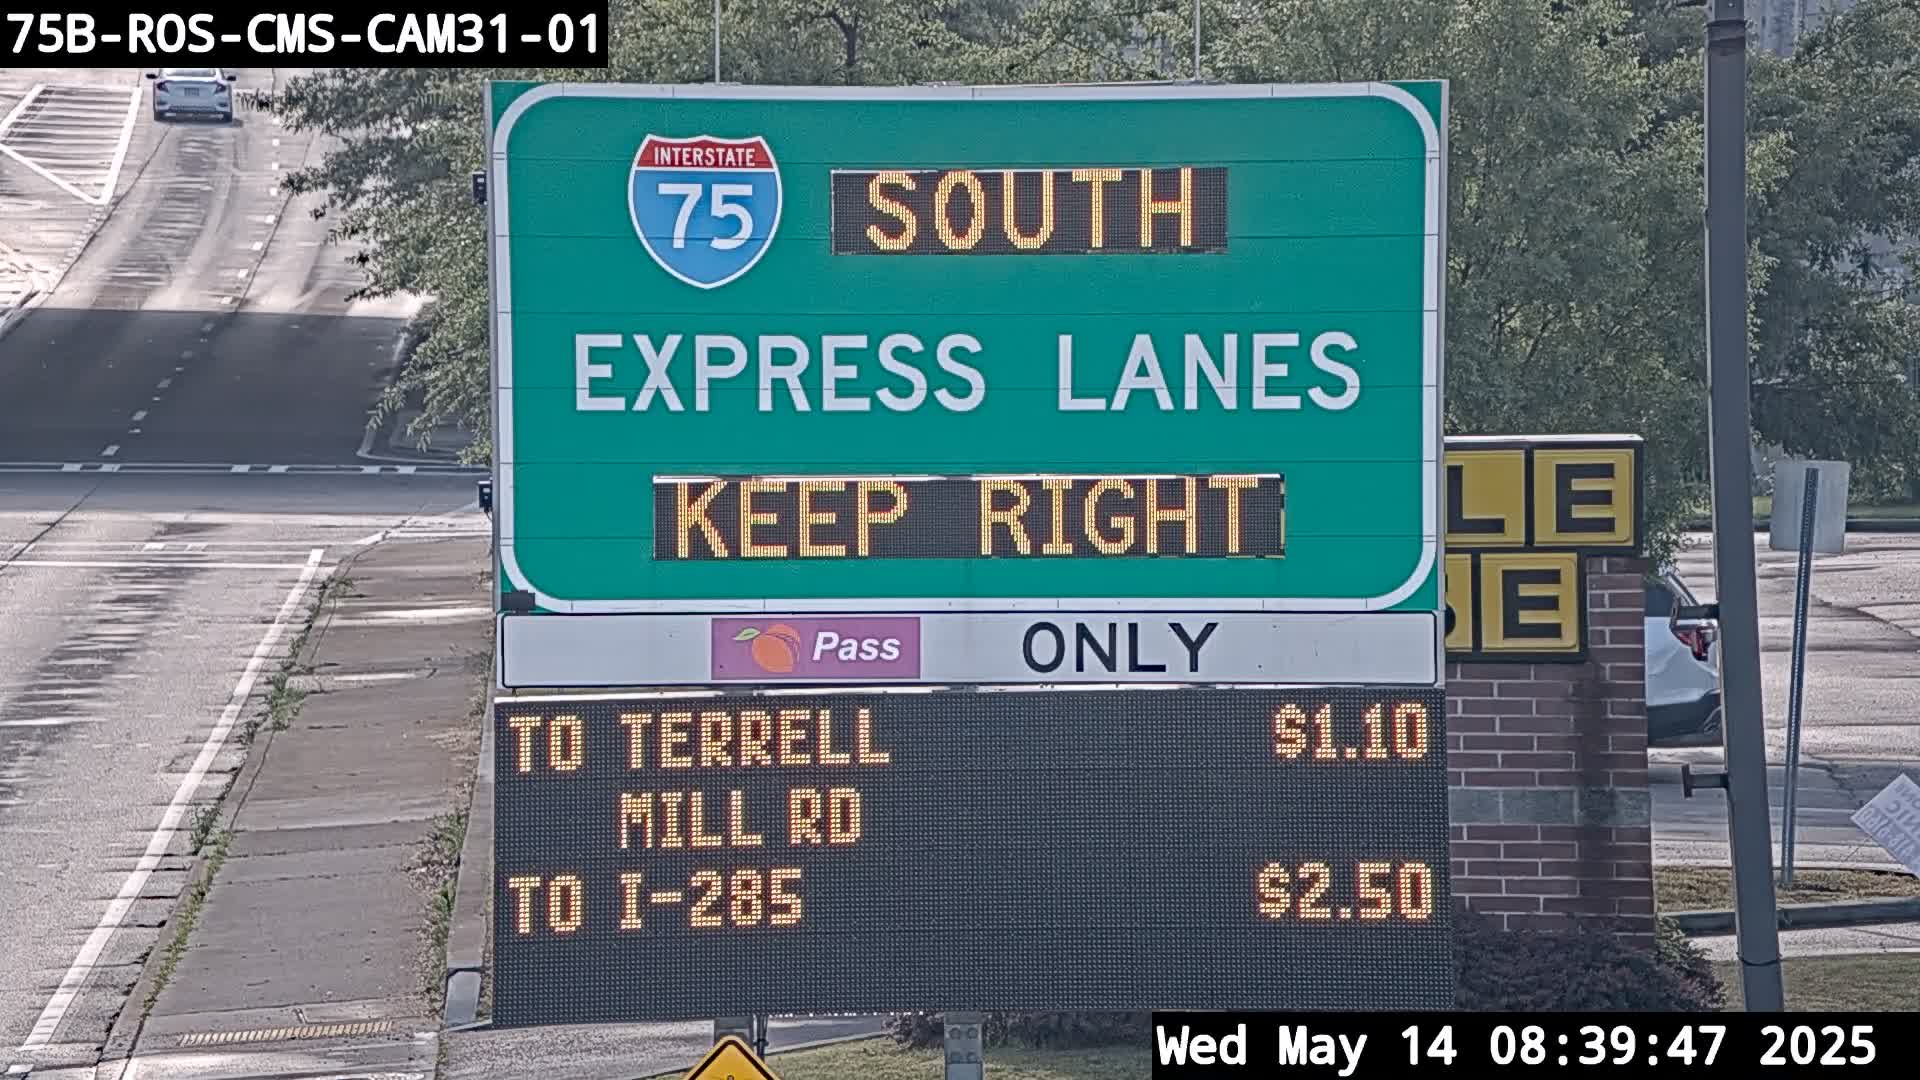 75B-ROS-CMS-CAM31-01
INTERSTATE
75
SOUTH
EXPRESS LANES
KEEP RIGHT
Pass ONLY
TO TERRELL $1.10
MILL RD
TO I-285 $2.50
LE
E
Wed May 14 08:39:47 2025